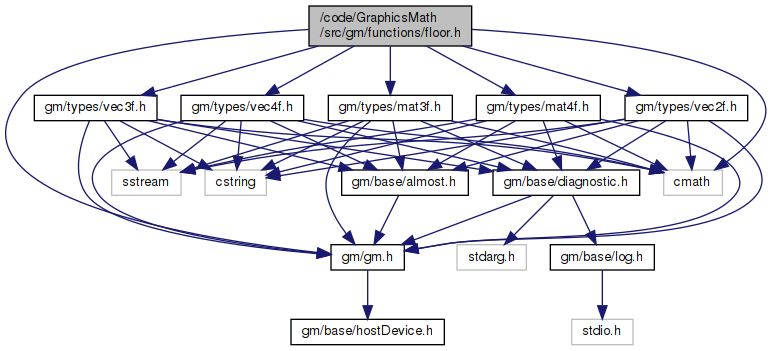 /code/GraphicsMath
/src/gm/functions/floor.h
gm/types/vec3f.h
gm/types/vec4f.h
gm/types/mat3f.h
gm/types/mat4f.h
gm/types/vec2f.h
sstream
cstring
gm/base/almost.h
gm/base/diagnostic.h
cmath
gm/gm.h
stdarg.h
gm/base/log.h
gm/base/hostDevice.h
stdio.h